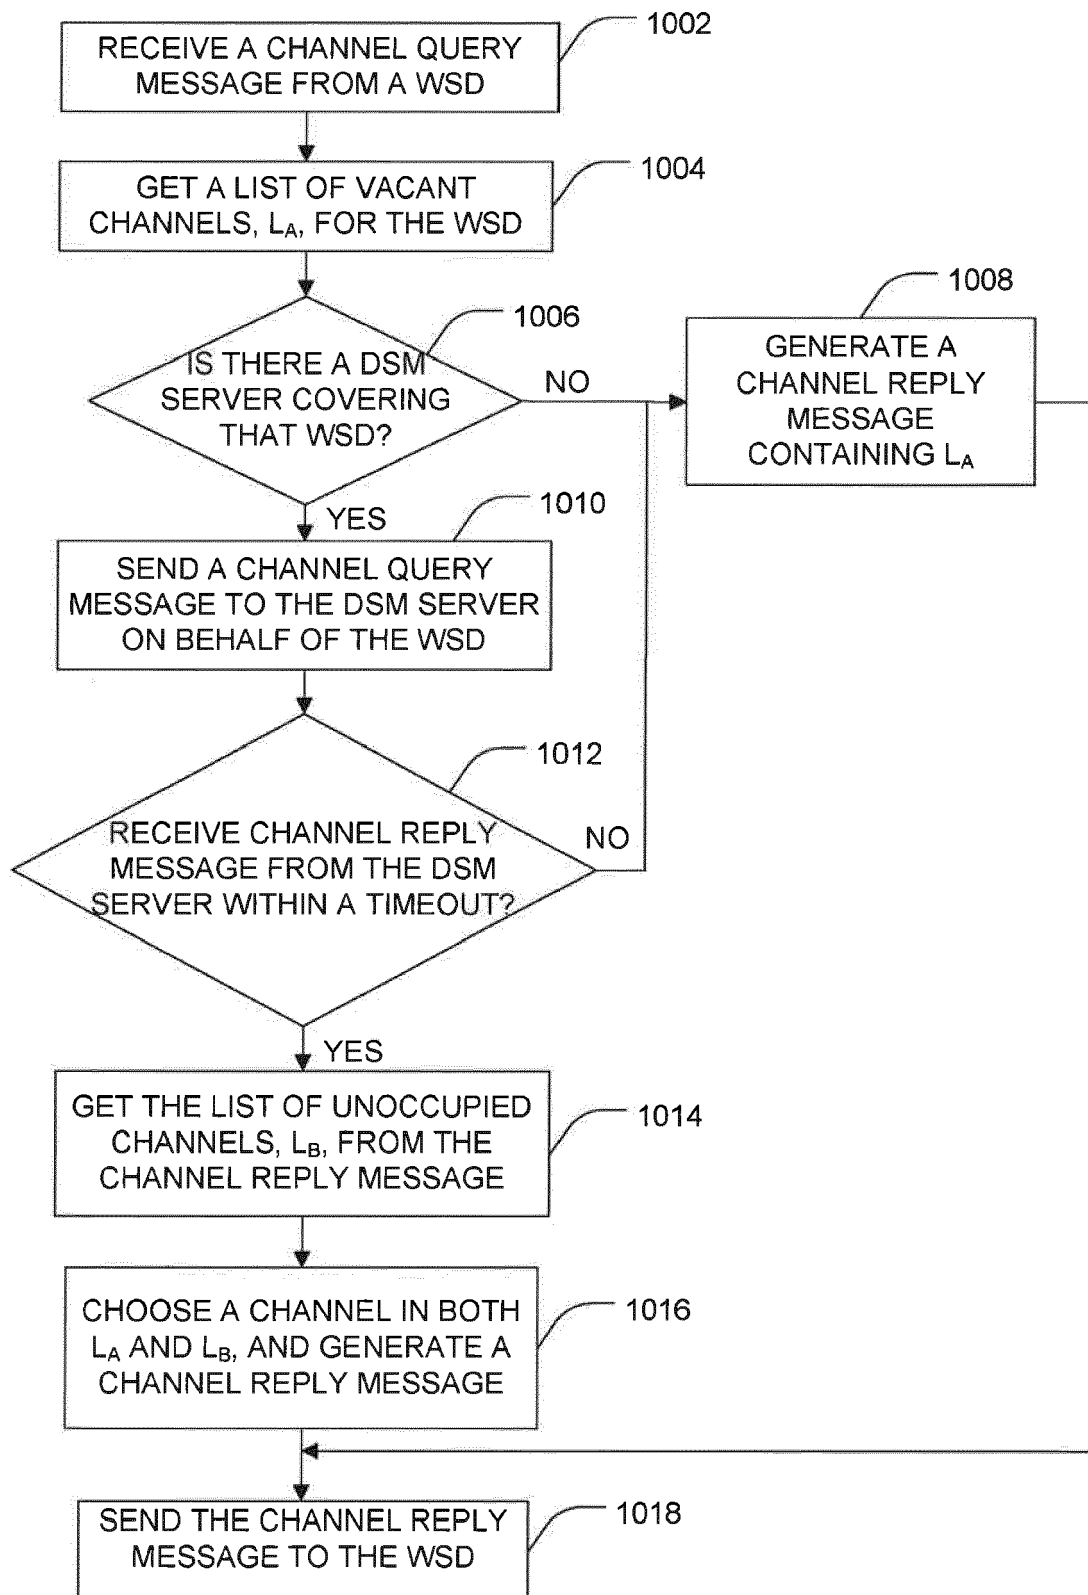 1002
RECEIVE A CHANNEL QUERY
MESSAGE FROM A WSD
1004
GET A LIST OF VACANT
CHANNELS, LA, FOR THE WSD
1006
IS THERE A DSM
SERVER COVERING
THAT WSD?
NO
1008
GENERATE A
CHANNEL REPLY
MESSAGE
CONTAINING LA
YES
1010
SEND A CHANNEL QUERY
MESSAGE TO THE DSM SERVER
ON BEHALF OF THE WSD
1012
RECEIVE CHANNEL REPLY
MESSAGE FROM THE DSM
SERVER WITHIN A TIMEOUT?
NO
YES
GET THE LIST OF UNOCCUPIED
CHANNELS, LB, FROM THE
CHANNEL REPLY MESSAGE
1014
CHOOSE A CHANNEL IN BOTH
LA AND LB, AND GENERATE A
CHANNEL REPLY MESSAGE
1016
SEND THE CHANNEL REPLY
MESSAGE TO THE WSD
1018